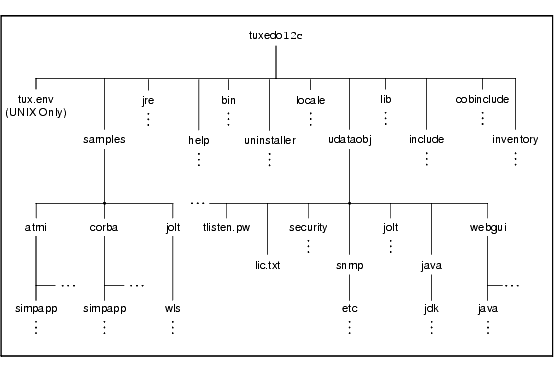 tuxedo12c
tux.env
(UNIX Only)
jre
bin
locale
lib
cobinclude
samples
help
uninstaller
udataobj
include
inventory
atmi
corba
jolt
tlisten.pw
security
jolt
webgui
lic.txt
snmp
java
simpapp
simpapp
wls
etc
jdk
java